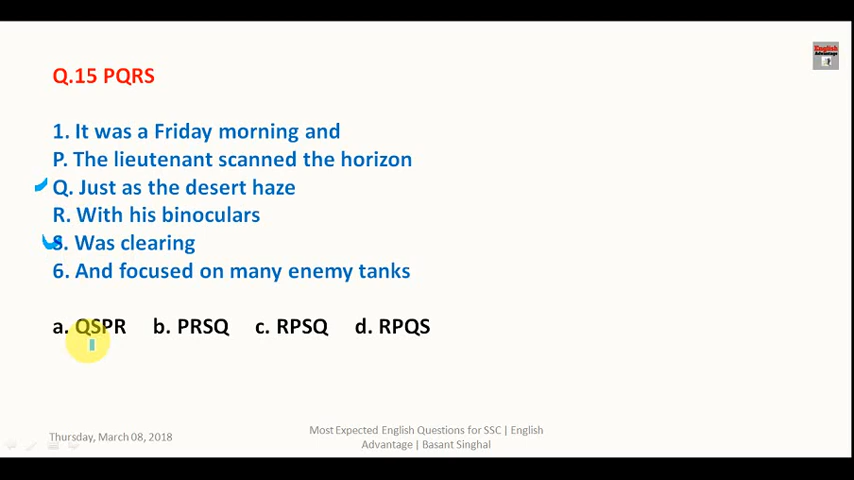 English
Advantage
Q.15 PQRS
1. It was a Friday morning and
P. The lieutenant scanned the horizon
Q. Just as the desert haze
R. With his binoculars
S. Was clearing
6. And focused on many enemy tanks
a. QSPR b. PRSQ c. RPSQ d. RPQS
Thursday, March 08, 2018
Most Expected English Questions for SSC | English
Advantage | Basant Singhal